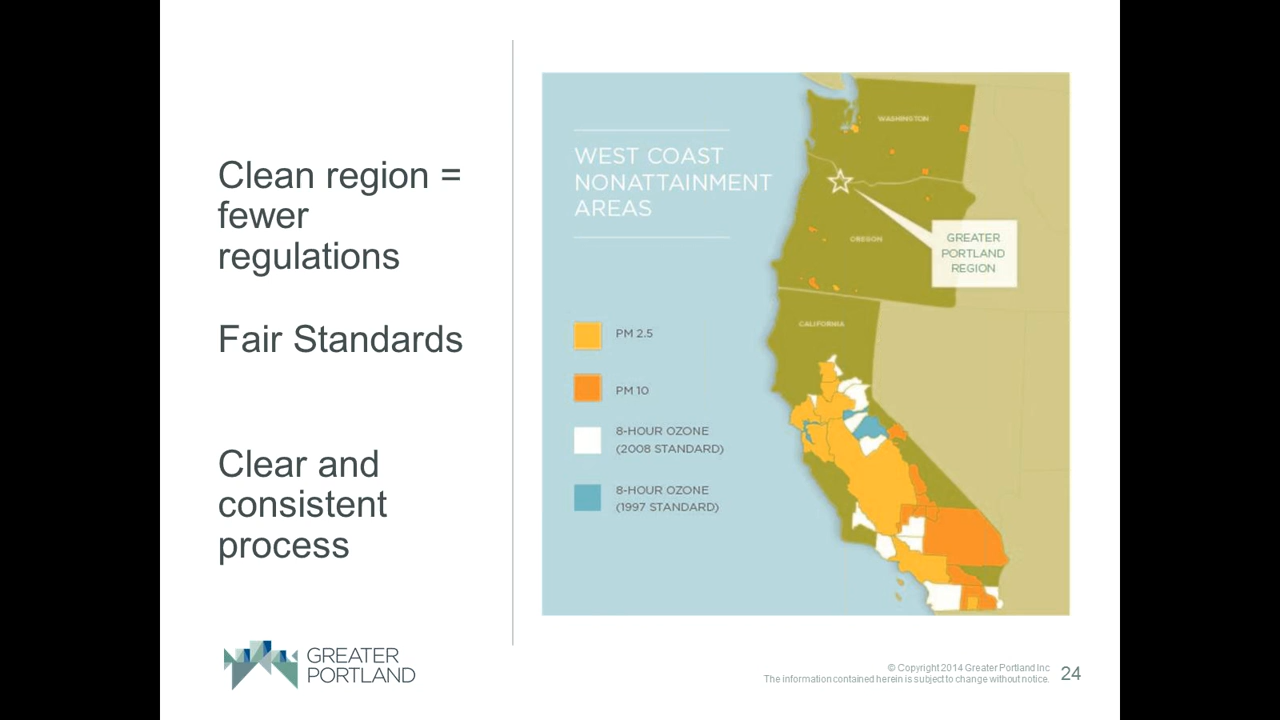 Clean region =
fewer
regulations
Fair Standards
Clear and
consistent
process
WEST COAST
NONATTAINMENT
AREAS
WASHINGTON
OREGON
GREATER
PORTLAND
REGION
CALIFORNIA
PM 2.5
PM 10
8-HOUR OZONE
(2008 STANDARD)
8-HOUR OZONE
(1997 STANDARD)
GREATER
PORTLAND
© Copyright 2014 Greater Portland Inc
The information contained herein is subject to change without notice.
24